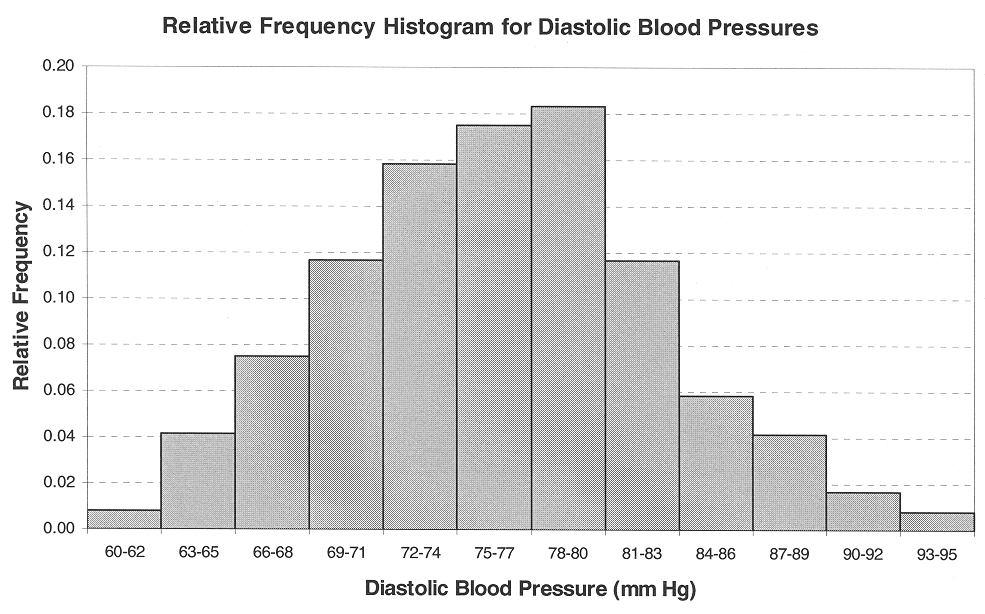 Relative Frequency Histogram for Diastolic Blood Pressures
0.20
0.18
0.16
0.14
0.12
0.10
0.08
0.06
0.04
0.02
0.00
Relative Frequency
60-62 63-65 66-68 69-71 72-74 75-77 78-80 81-83 84-86 87-89 90-92 93-95
Diastolic Blood Pressure (mm Hg)